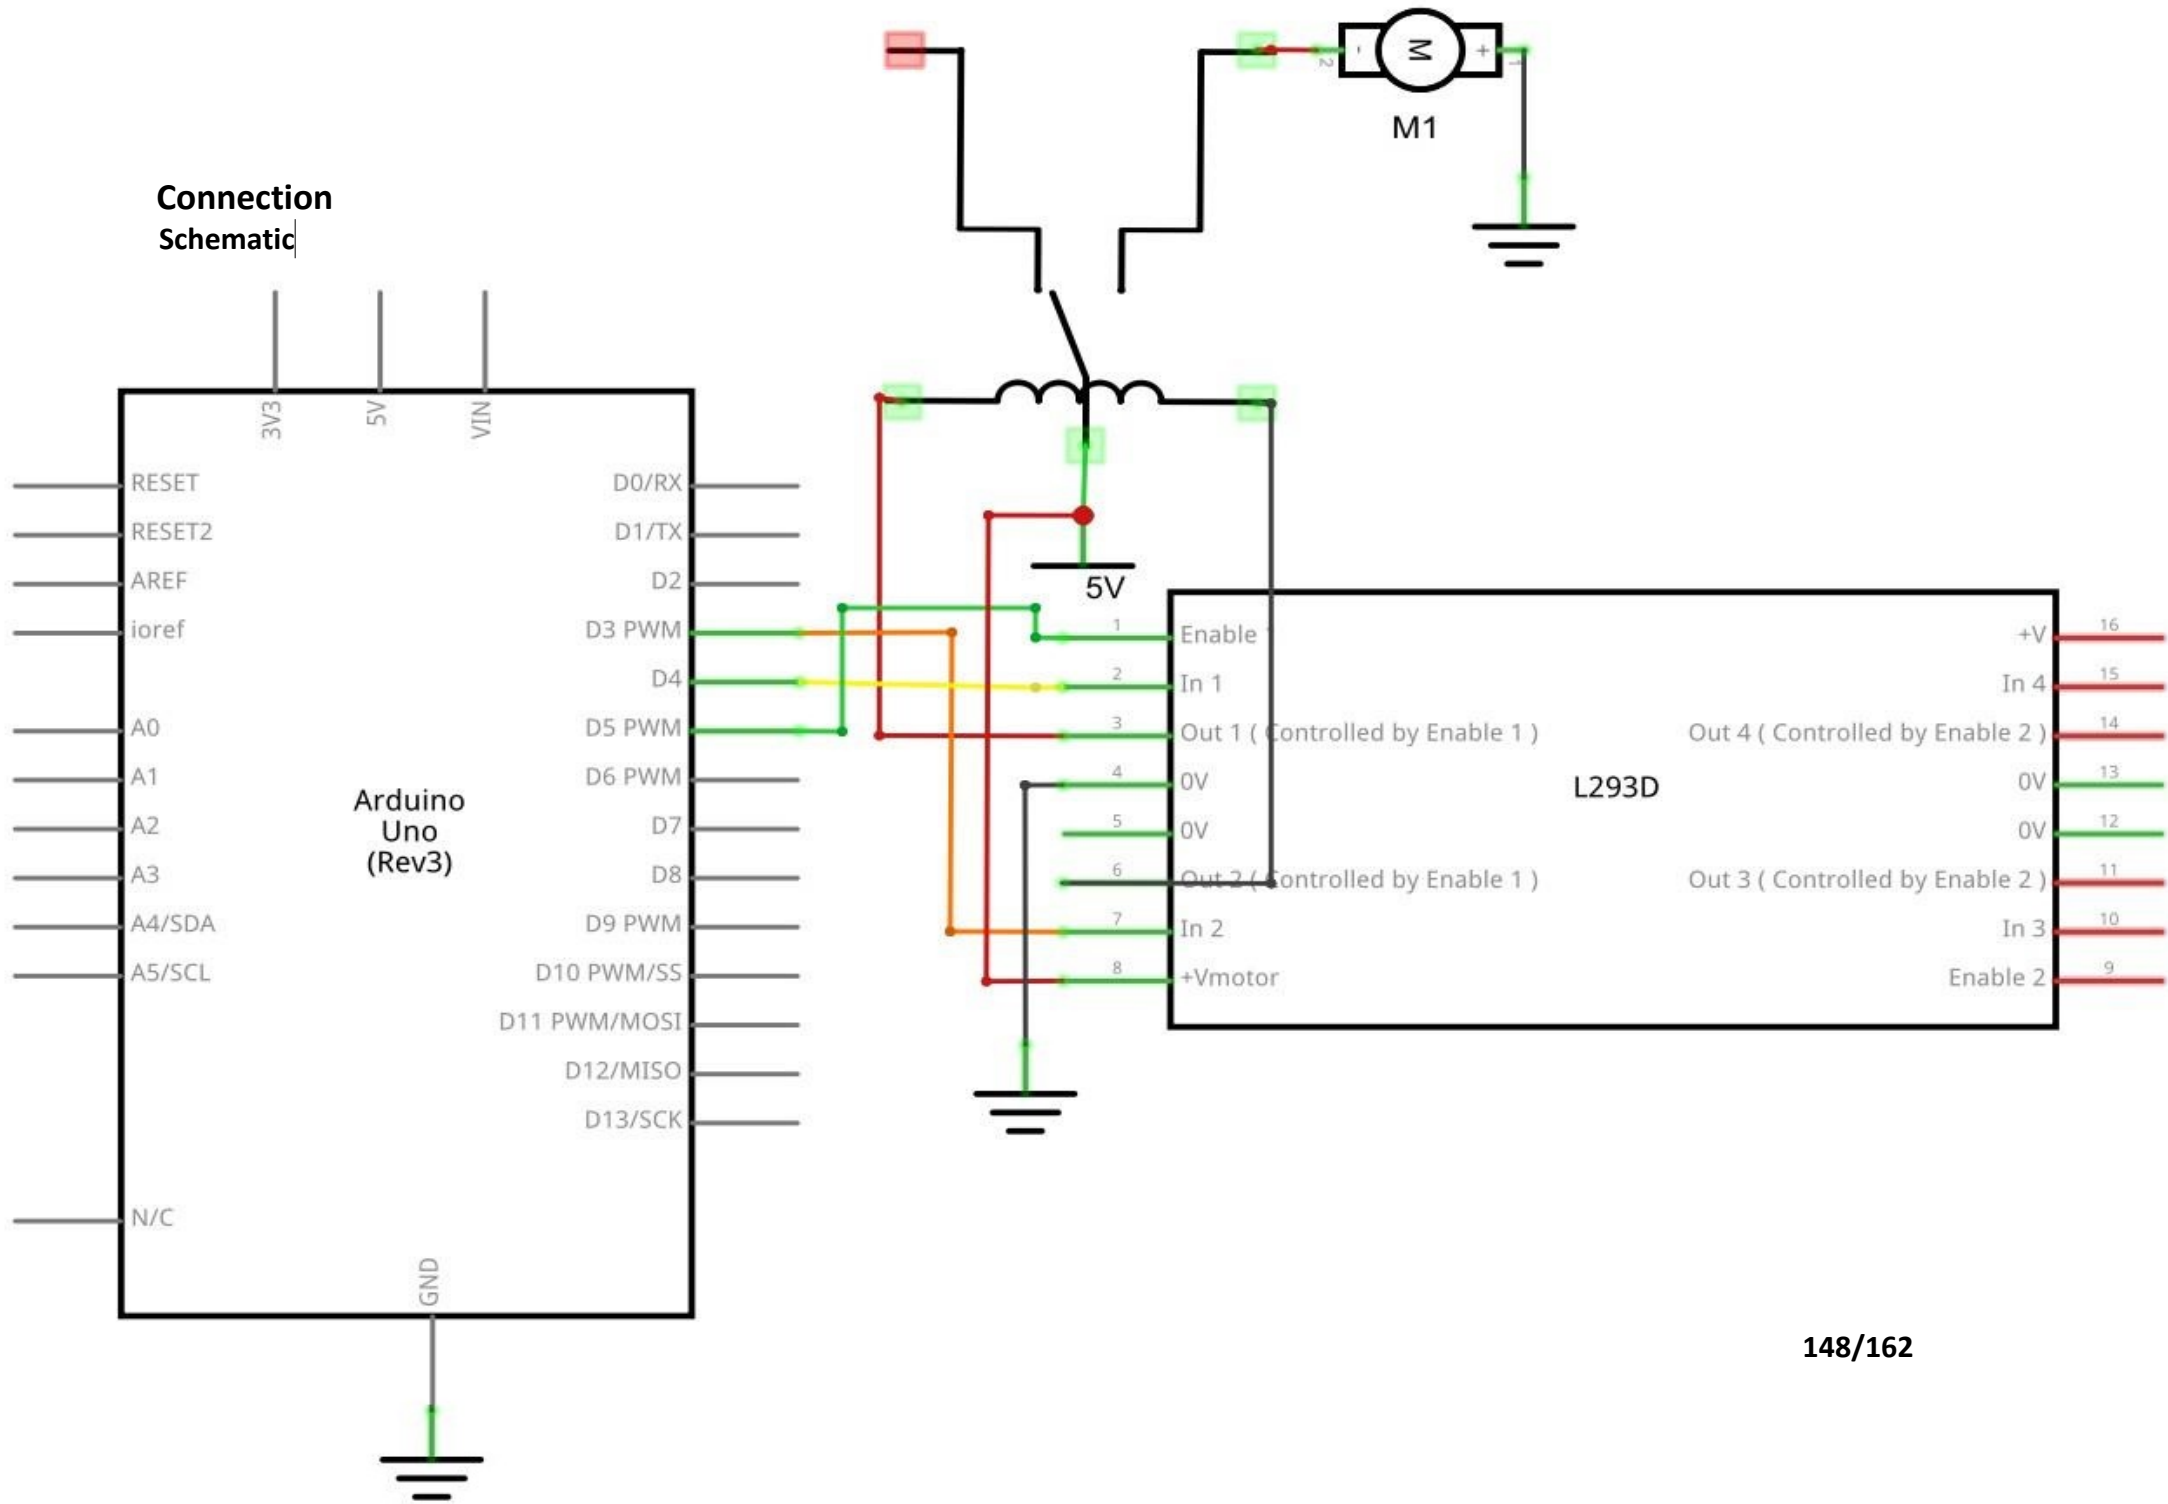 - M +
2 1
M1
Connection
Schematic
3V3 5V VIN
RESET D0/RX
RESET2 D1/TX
AREF D2
5V
ioref D3 PWM
1 Enable
+V 16
D4
2 In 1
In 4 15
A0 D5 PWM
3 Out 1 ( Controlled by Enable 1 )
Out 4 ( Controlled by Enable 2 ) 14
A1 D6 PWM
4 0V
L293D
0V 13
Arduino
Uno
(Rev3)
A2 D7
5 0V
0V 12
A3 D8
6 Out 2 ( Controlled by Enable 1 )
Out 3 ( Controlled by Enable 2 ) 11
A4/SDA D9 PWM
7 In 2
In 3 10
A5/SCL D10 PWM/SS
8 +Vmotor
Enable 2 9
D11 PWM/MOSI
D12/MISO
D13/SCK
N/C
GND
148/162